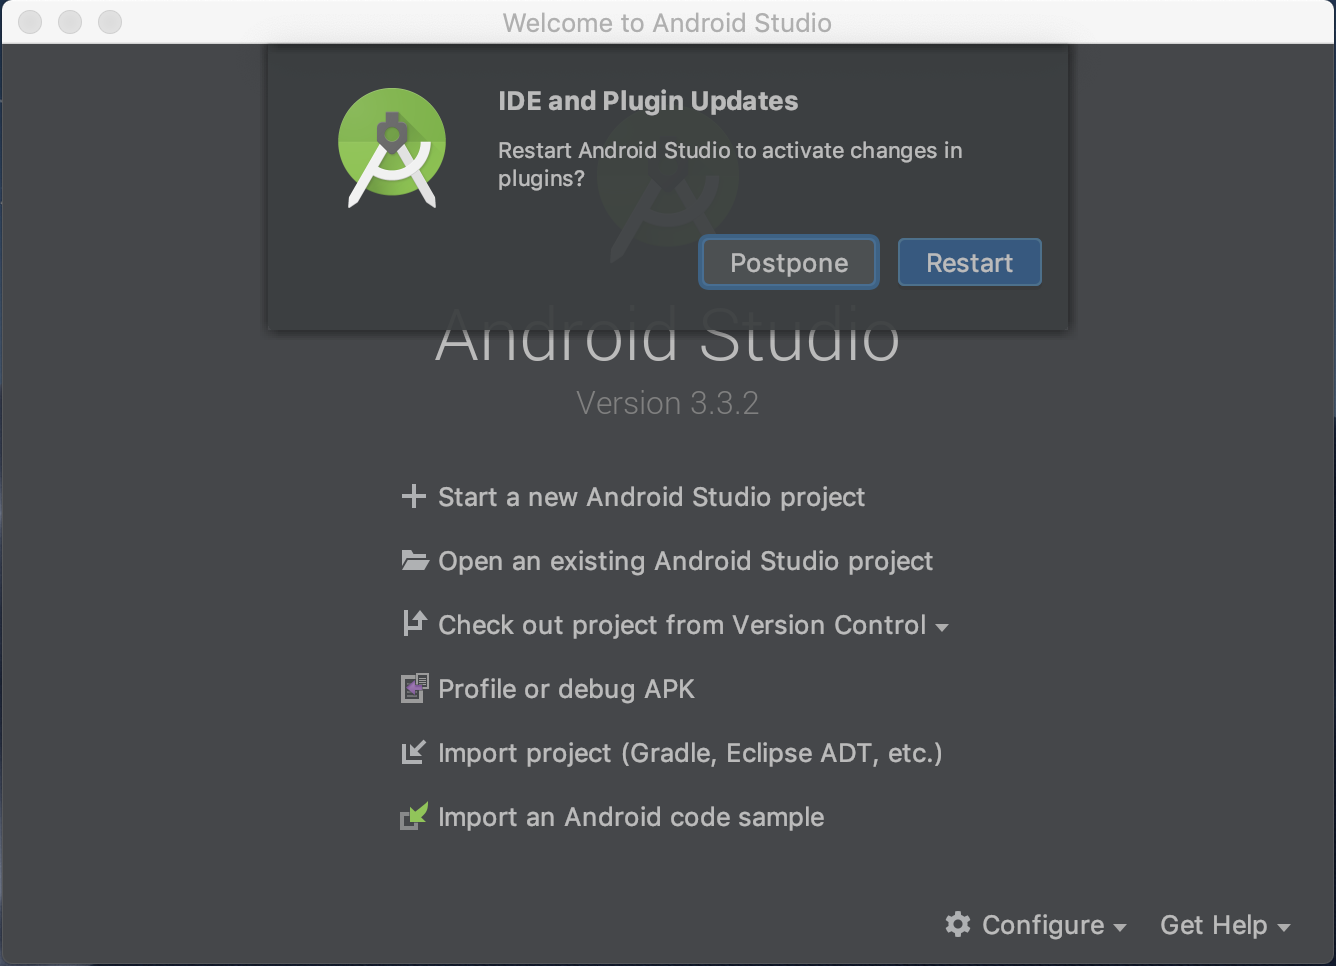 Welcome to Android Studio
IDE and Plugin Updates
Restart Android Studio to activate changes in
plugins?
Postpone
Restart
Android Studio
Version 3.3.2
Start a new Android Studio project
Open an existing Android Studio project
Check out project from Version Control
Profile or debug APK
Import project (Gradle, Eclipse ADT, etc.)
Import an Android code sample
Configure
Get Help